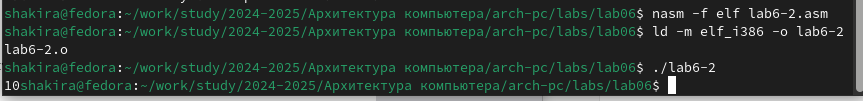 shakira@fedora:~/work/study/2024-2025/Архитектура компьютера/arch-pc/labs/lab06$ nasm -f elf lab6-2.asm
shakira@fedora:~/work/study/2024-2025/Архитектура компьютера/arch-pc/labs/lab06$ ld -m elf_i386 -o lab6-2
lab6-2.o
shakira@fedora:~/work/study/2024-2025/Архитектура компьютера/arch-pc/labs/lab06$ ./lab6-2
10shakira@fedora:~/work/study/2024-2025/Архитектура компьютера/arch-pc/labs/lab06$